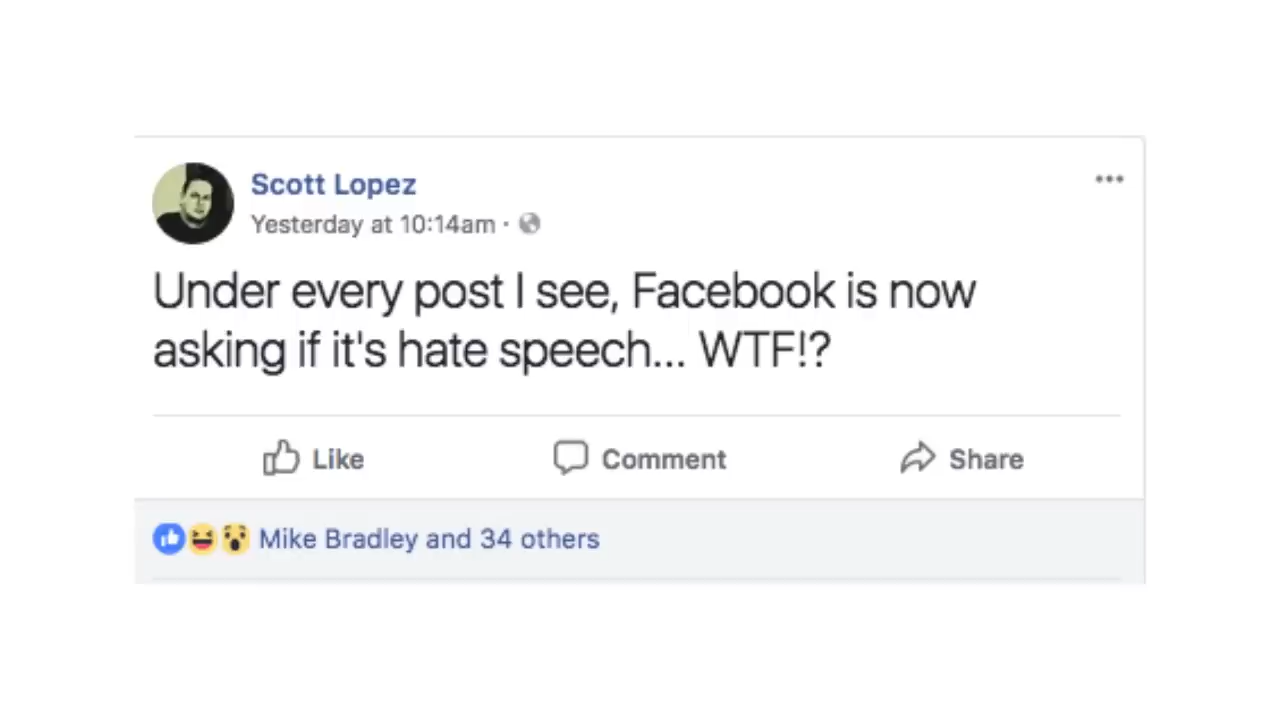 Scott Lopez
Yesterday at 10:14am ·
Under every post I see, Facebook is now
asking if it's hate speech... WTF!?
Like Comment Share
Mike Bradley and 34 others